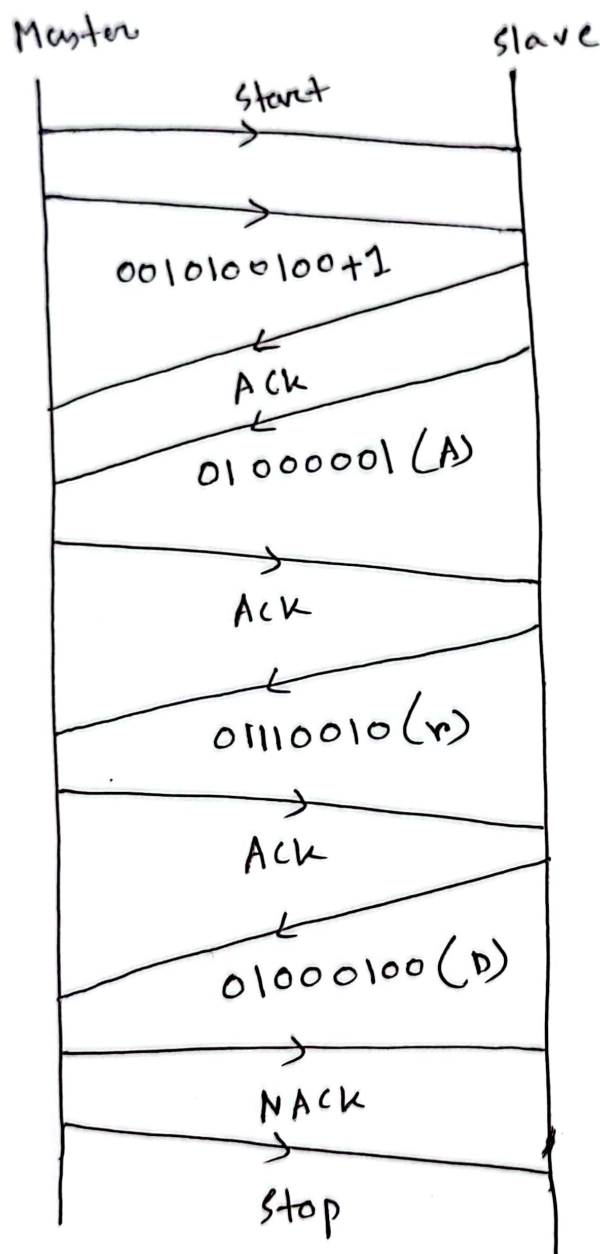 Master
Slave
Start
0010100100+1
ACK
01000001 (A)
ACK
01110010 (r)
ACK
01000100 (D)
NACK
Stop